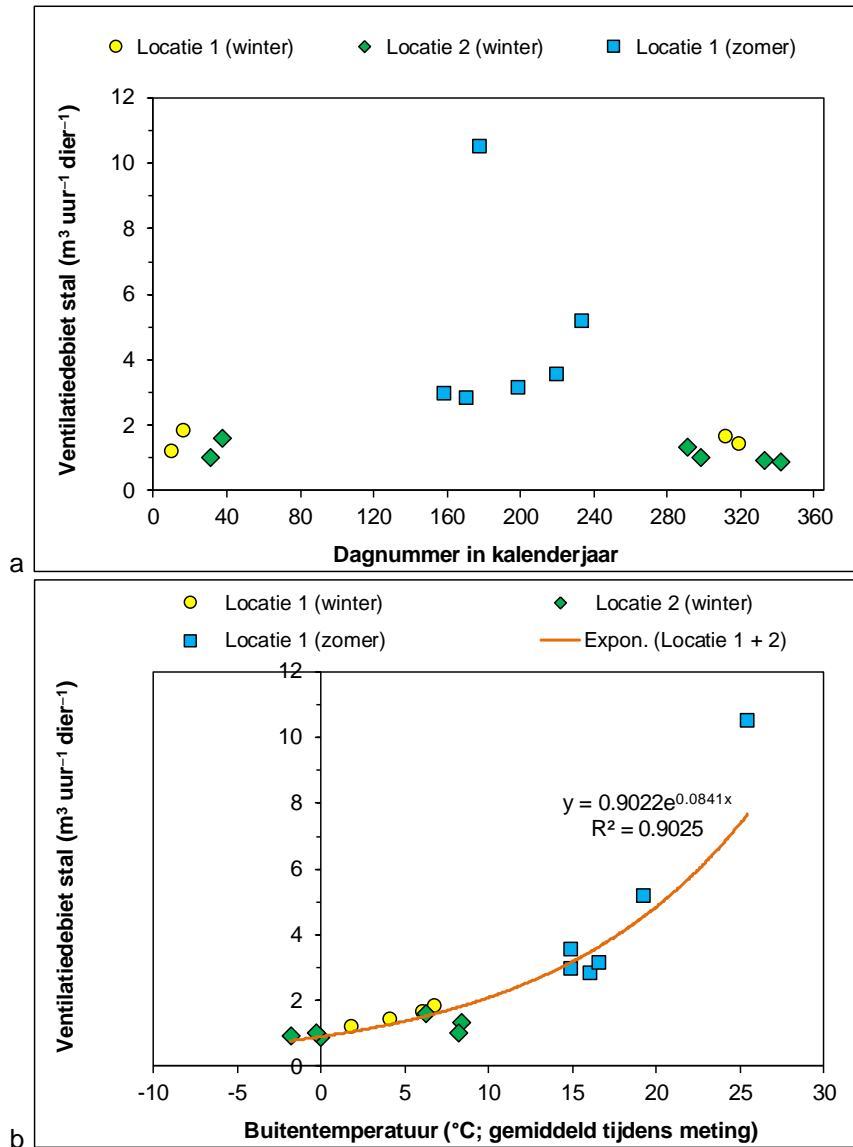 Locatie 1 (winter) Locatie 2 (winter) Locatie 1 (zomer)
Ventilatiedebiet stal (m³ uur⁻¹ dier⁻¹)
12
10
8
6
4
2
0
0 40 80 120 160 200 240 280 320 360
Dagnummer in kalenderjaar
a
Locatie 1 (winter) Locatie 2 (winter)
Locatie 1 (zomer) Expon. (Locatie 1 + 2)
Ventilatiedebiet stal (m³ uur⁻¹ dier⁻¹)
12
10
8
y = 0.9022e^0.0841x
R² = 0.9025
6
4
2
0
-10 -5 0 5 10 15 20 25 30
Buitentemperatuur (°C; gemiddeld tijdens meting)
b